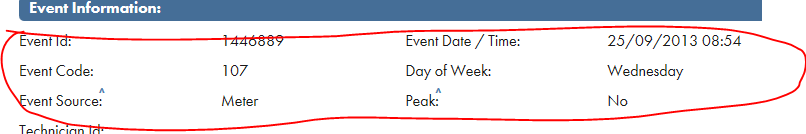 Event Information:
Event Id: 1446889 Event Date / Time: 25/09/2013 08:54
Event Code: 107 Day of Week: Wednesday
Event Source:^ Meter Peak:^ No
Technician Id: